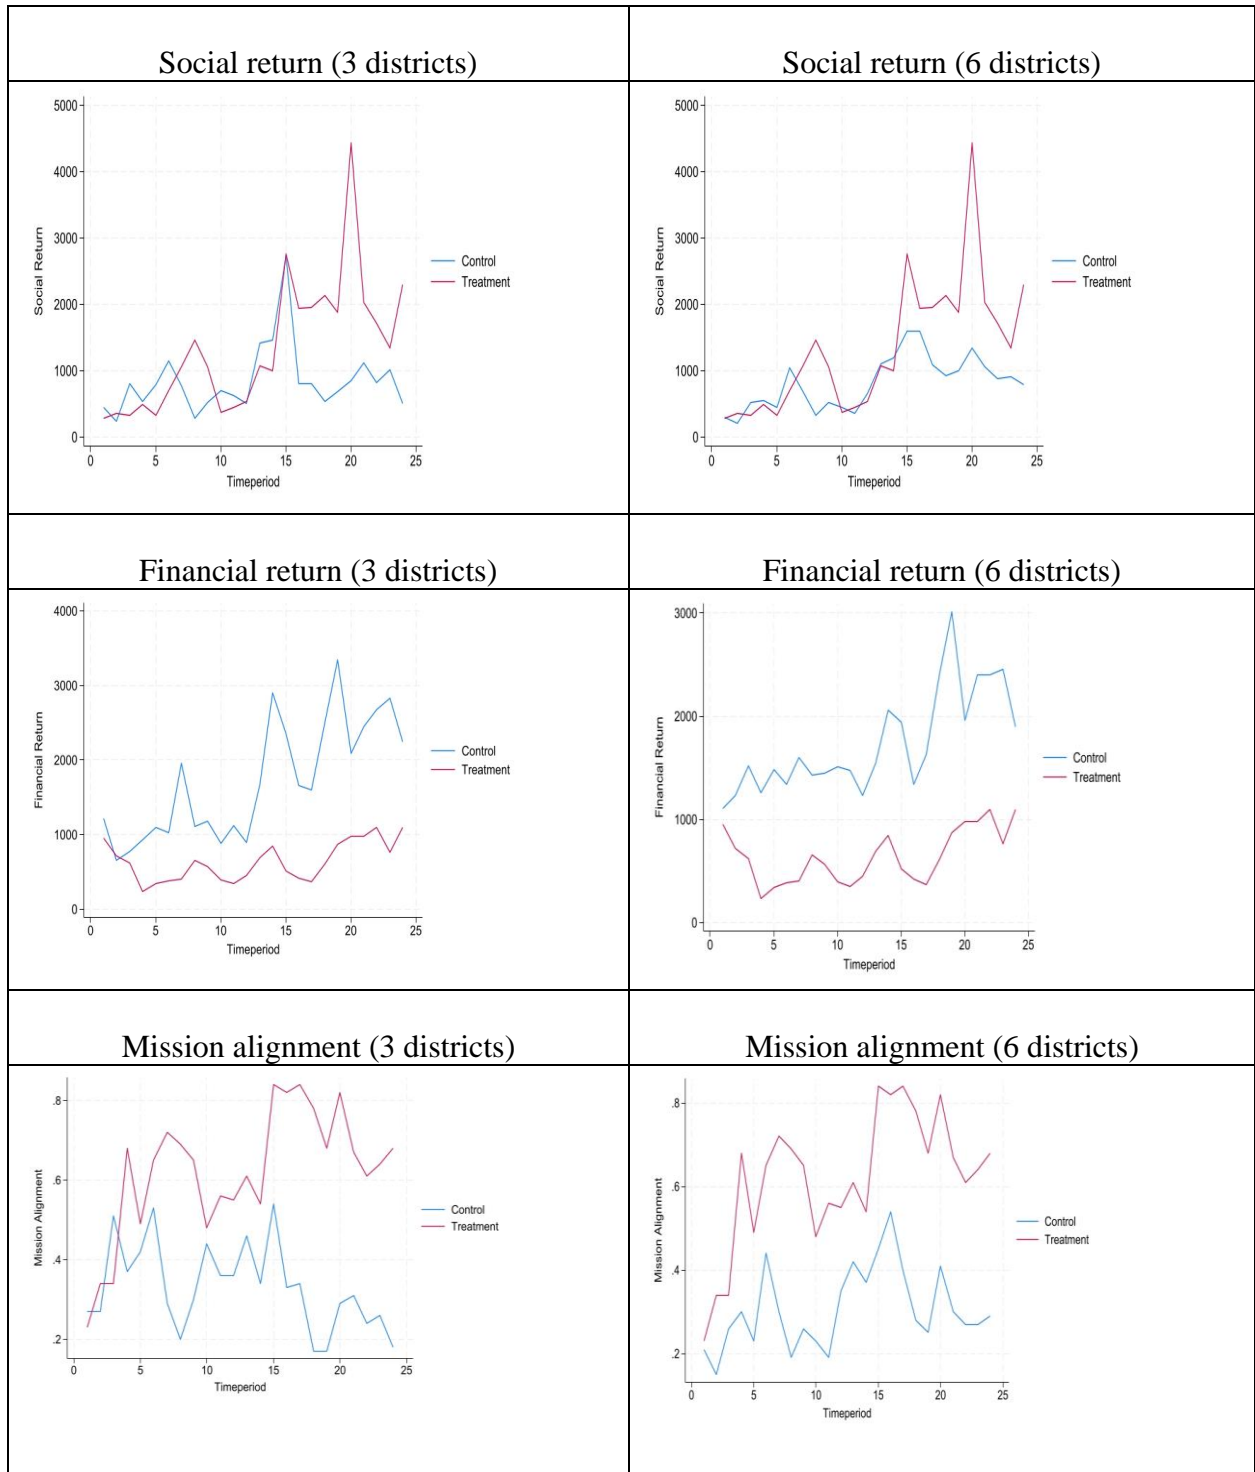 Social return (3 districts)
Social return (6 districts)
5000
4000
3000
2000
1000
0
Social Return
0 5 10 15 20 25
Timeperiod
Control
Treatment
5000
4000
3000
2000
1000
0
Social Return
0 5 10 15 20 25
Timeperiod
Control
Treatment
Financial return (3 districts)
Financial return (6 districts)
4000
3000
2000
1000
0
Financial Return
0 5 10 15 20 25
Timeperiod
Control
Treatment
3000
2000
1000
0
Financial Return
0 5 10 15 20 25
Timeperiod
Control
Treatment
Mission alignment (3 districts)
Mission alignment (6 districts)
.8
.6
.4
.2
Mission Alignment
0 5 10 15 20 25
Timeperiod
Control
Treatment
.8
.6
.4
.2
Mission Alignment
0 5 10 15 20 25
Timeperiod
Control
Treatment